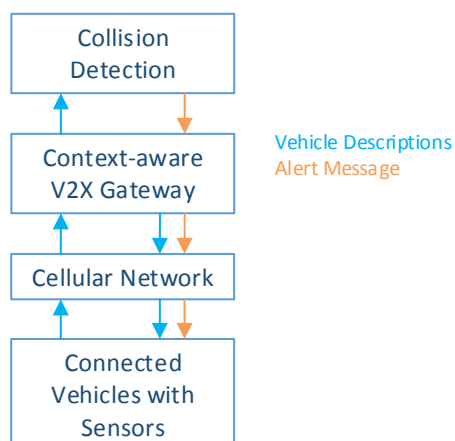 Collision
Detection
Context-aware
V2X Gateway
Vehicle Descriptions
Alert Message
Cellular Network
Connected
Vehicles with
Sensors